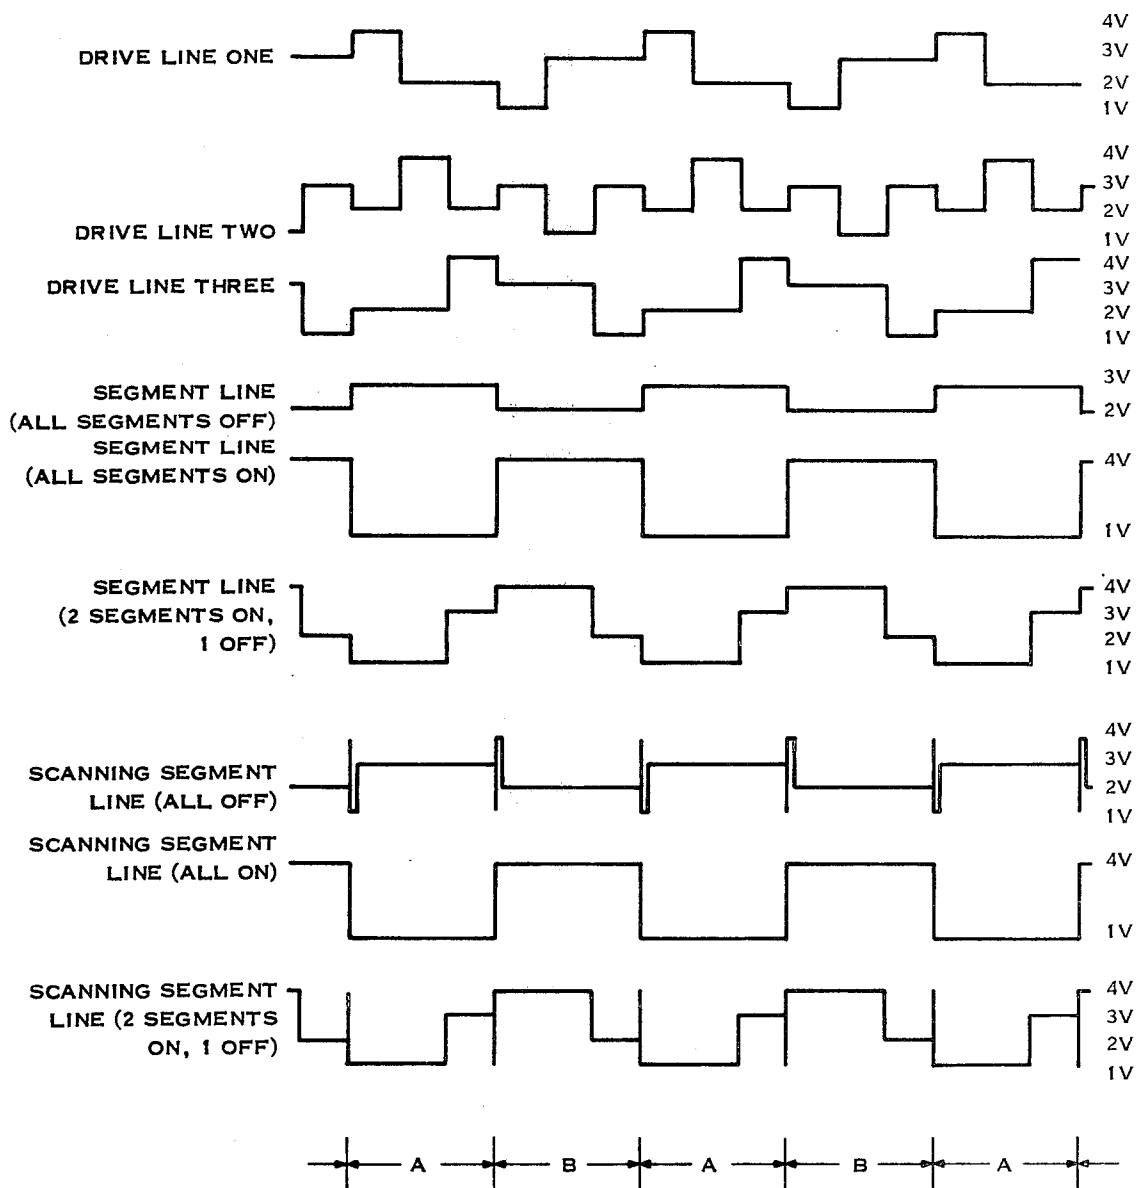 DRIVE LINE ONE
4V
3V
2V
1V
DRIVE LINE TWO
4V
3V
2V
1V
DRIVE LINE THREE
4V
3V
2V
1V
SEGMENT LINE
(ALL SEGMENTS OFF)
3V
2V
SEGMENT LINE
(ALL SEGMENTS ON)
4V
1V
SEGMENT LINE
(2 SEGMENTS ON,
1 OFF)
4V
3V
2V
1V
SCANNING SEGMENT
LINE (ALL OFF)
4V
3V
2V
1V
SCANNING SEGMENT
LINE (ALL ON)
4V
1V
SCANNING SEGMENT
LINE (2 SEGMENTS
ON, 1 OFF)
4V
3V
2V
1V
A B A B A